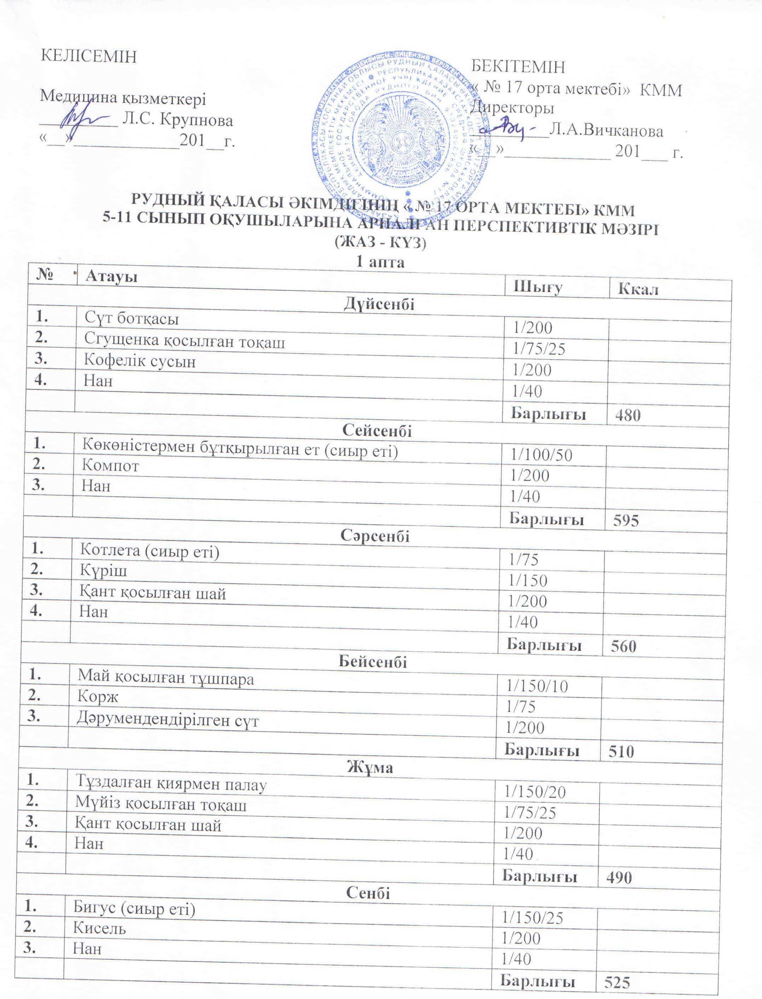 КЕЛІСЕМІН
Медицина қызметкері
_________ Л.С. Крупнова
«__»____________201__г.
БЕКІТЕМІН
« № 17 орта мектебі» КММ
Директоры
_________Л.А.Вичканова
«__»____________ 201___ г.
РУДНЫЙ ҚАЛАСЫ ӘКІМДІГІНІҢ « № 17 ОРТА МЕКТЕБІ» КММ
5-11 СЫНЫП ОҚУШЫЛАРЫНА АРНАЛҒАН ПЕРСПЕКТИВТІК МӘЗІРІ
(ЖАЗ - КҮЗ)
1 апта
№ Атауы Шығу Ккал
Дүйсенбі
1. Сүт ботқасы 1/200
2. Сгущенка қосылған тоқаш 1/75/25
3. Кофелік сусын 1/200
4. Нан 1/40
Барлығы 480
Сейсенбі
1. Көкөністермен бұтқырылған ет (сиыр еті) 1/100/50
2. Компот 1/200
3. Нан 1/40
Барлығы 595
Сәрсенбі
1. Котлета (сиыр еті) 1/75
2. Күріш 1/150
3. Қант қосылған шай 1/200
4. Нан 1/40
Барлығы 560
Бейсенбі
1. Май қосылған тұшпара 1/150/10
2. Корж 1/75
3. Дәрумендендірілген сүт 1/200
Барлығы 510
Жұма
1. Тұздалған қиярмен палау 1/150/20
2. Мүйіз қосылған тоқаш 1/75/25
3. Қант қосылған шай 1/200
4. Нан 1/40
Барлығы 490
Сенбі
1. Бигус (сиыр еті) 1/150/25
2. Кисель 1/200
3. Нан 1/40
Барлығы 525